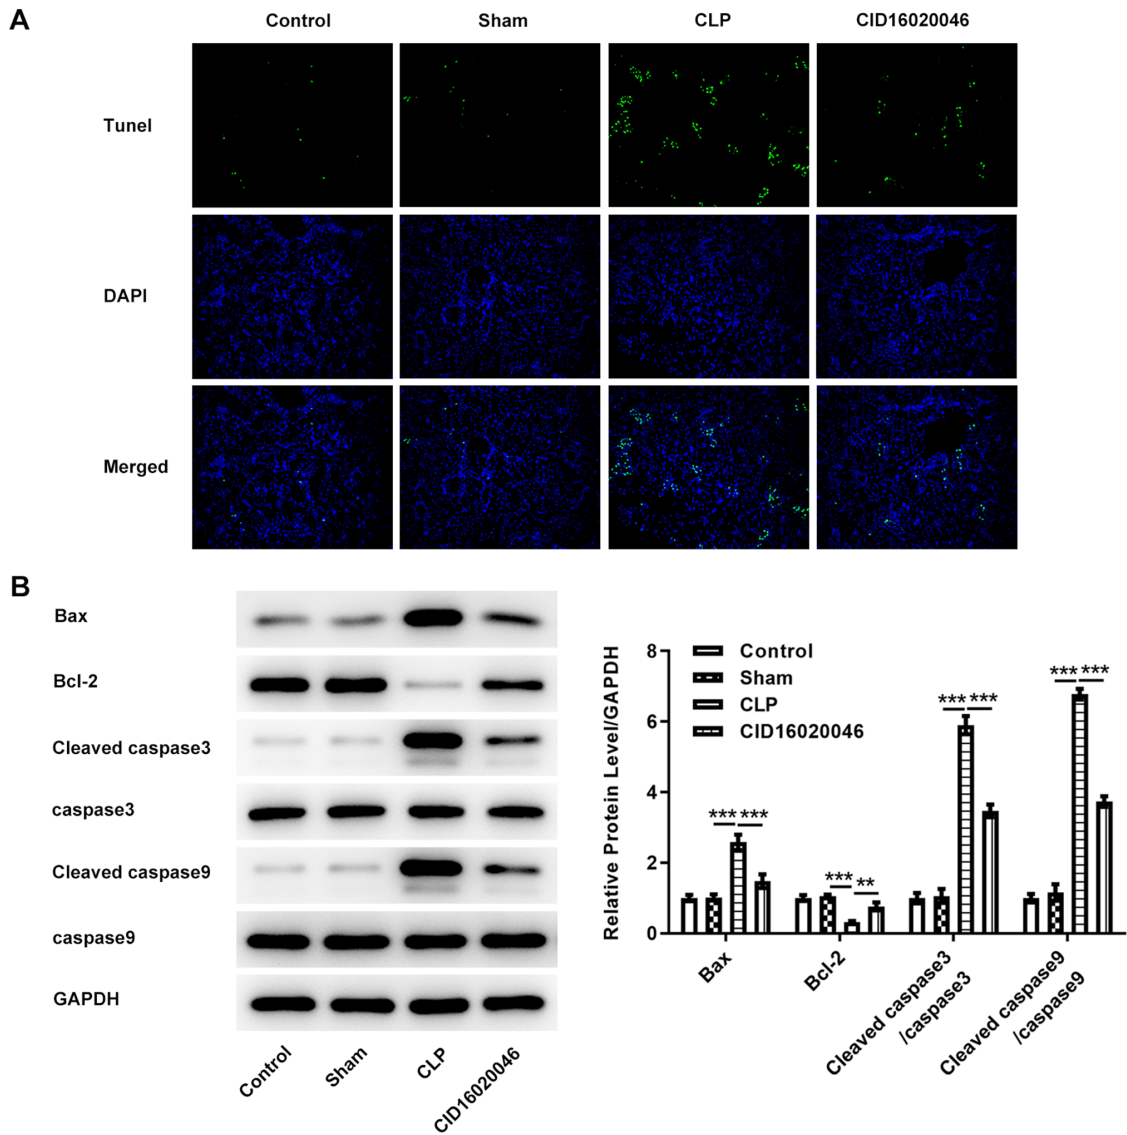 A
Control
Sham
CLP
CID16020046
Tunel
DAPI
Merged
B
Bax
Bcl-2
Cleaved caspase3
caspase3
Cleaved caspase9
caspase9
GAPDH
Control
Sham
CLP
CID16020046
Relative Protein Level/GAPDH
8
6
4
2
0
Control
Sham
CLP
CID16020046
*** ***
*** **
*** ***
*** ***
Bax
Bcl-2
Cleaved caspase3
/caspase3
Cleaved caspase9
/caspase9